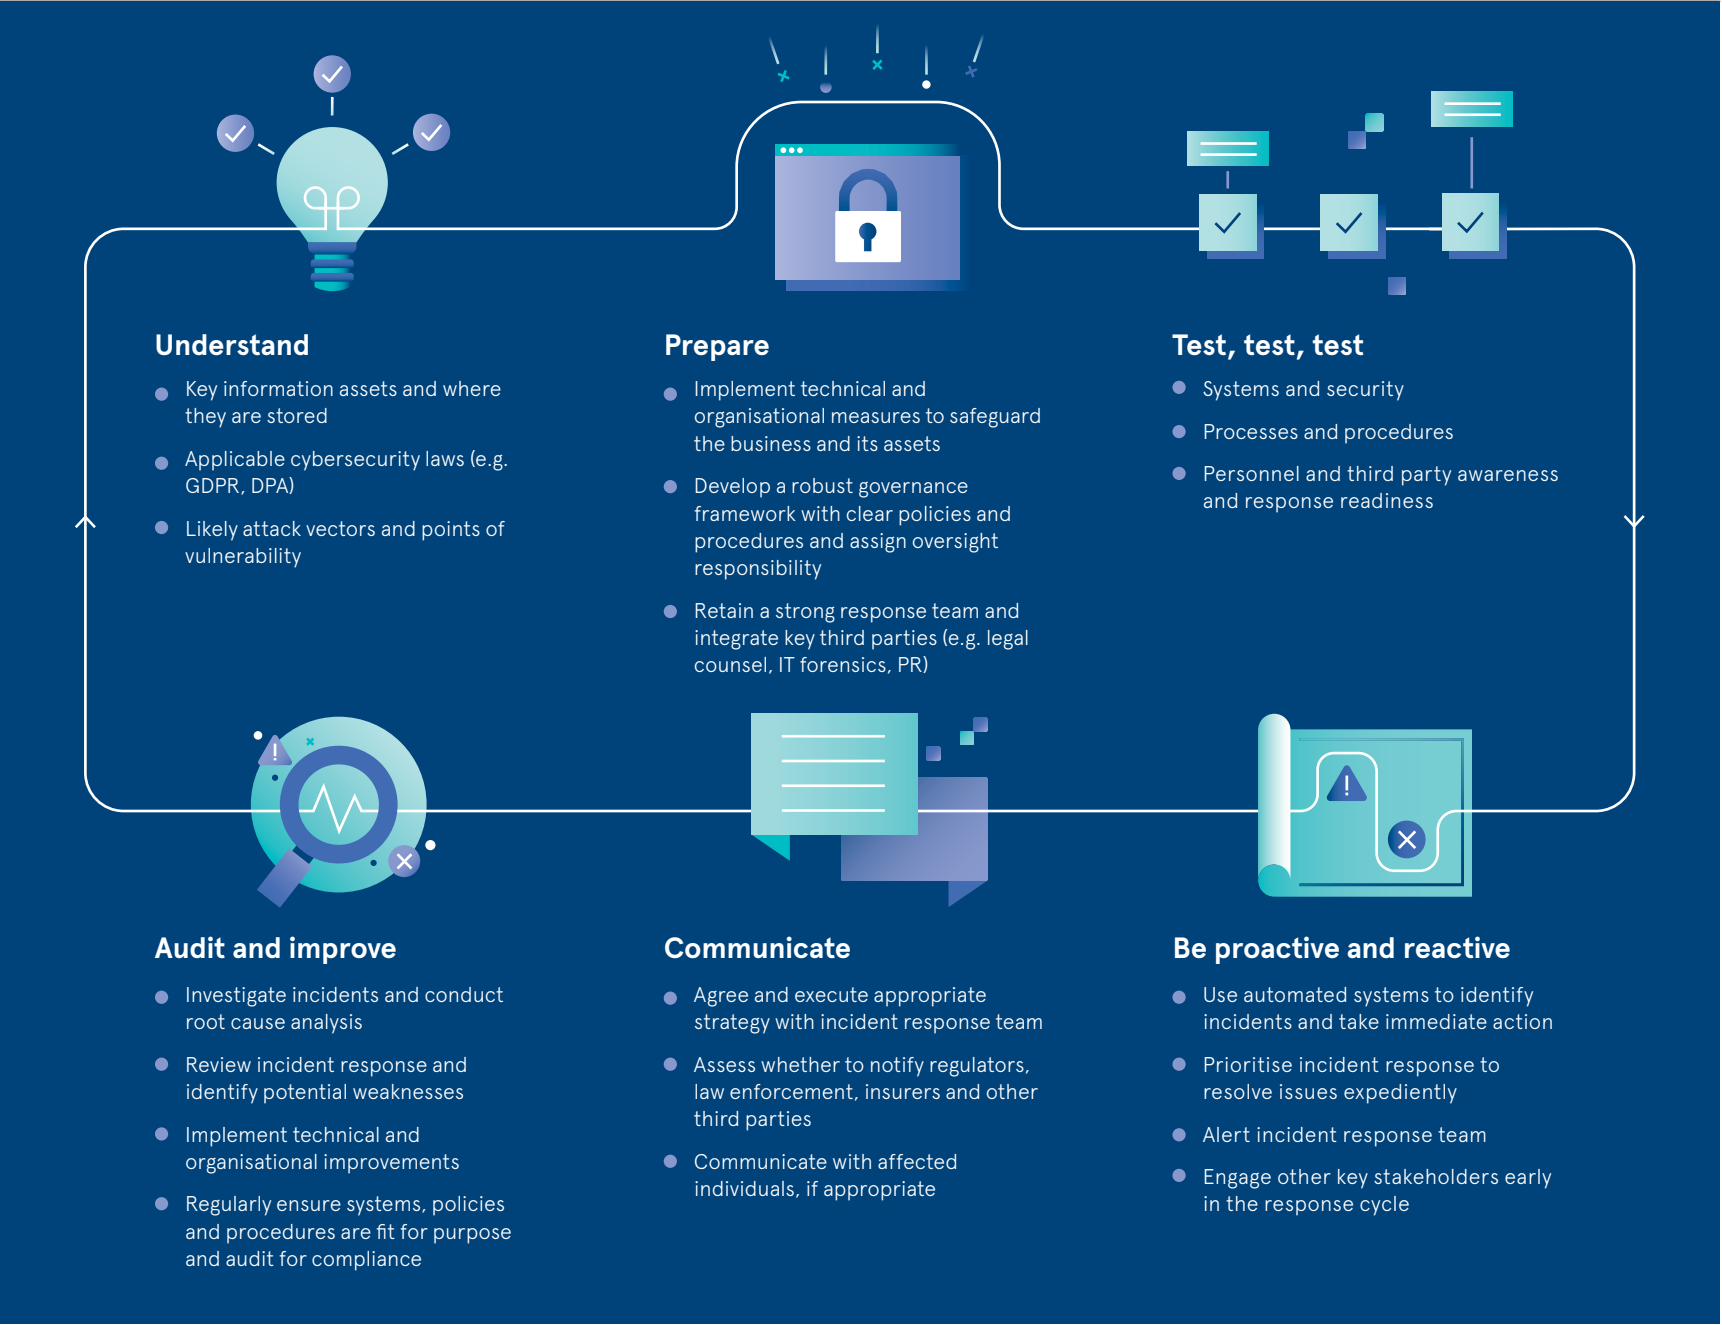 Understand
Key information assets and where
they are stored
Applicable cybersecurity laws (e.g.
GDPR, DPA)
Likely attack vectors and points of
vulnerability
Prepare
Implement technical and
organisational measures to safeguard
the business and its assets
Develop a robust governance
framework with clear policies and
procedures and assign oversight
responsibility
Retain a strong response team and
integrate key third parties (e.g. legal
counsel, IT forensics, PR)
Test, test, test
Systems and security
Processes and procedures
Personnel and third party awareness
and response readiness
Audit and improve
Investigate incidents and conduct
root cause analysis
Review incident response and
identify potential weaknesses
Implement technical and
organisational improvements
Regularly ensure systems, policies
and procedures are fit for purpose
and audit for compliance
Communicate
Agree and execute appropriate
strategy with incident response team
Assess whether to notify regulators,
law enforcement, insurers and other
third parties
Communicate with affected
individuals, if appropriate
Be proactive and reactive
Use automated systems to identify
incidents and take immediate action
Prioritise incident response to
resolve issues expediently
Alert incident response team
Engage other key stakeholders early
in the response cycle